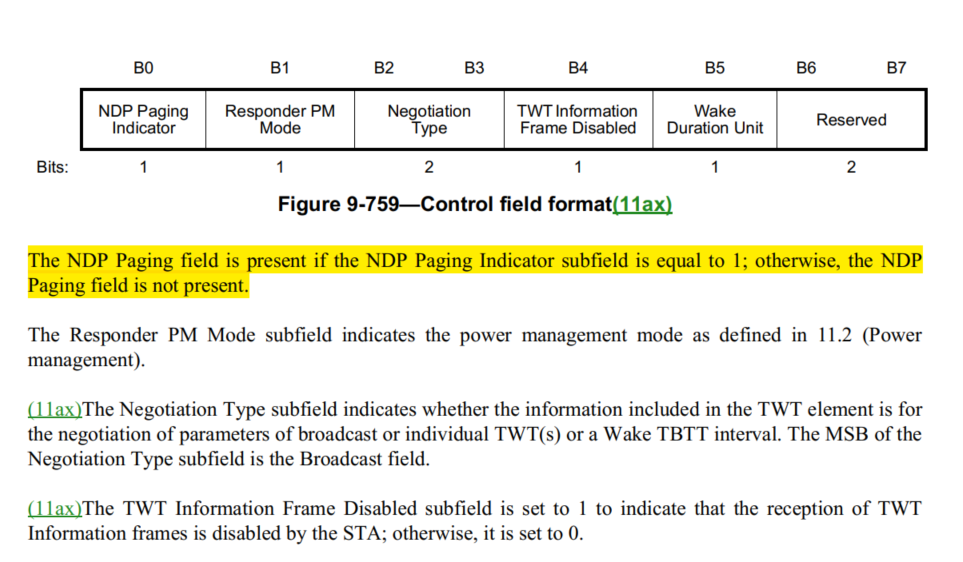 B0 B1 B2 B3 B4 B5 B6 B7
NDP Paging Indicator Responder PM Mode Negotiation Type TWT Information Frame Disabled Wake Duration Unit Reserved
Bits: 1 1 2 1 1 2
Figure 9-759—Control field format(11ax)
The NDP Paging field is present if the NDP Paging Indicator subfield is equal to 1; otherwise, the NDP
Paging field is not present.
The Responder PM Mode subfield indicates the power management mode as defined in 11.2 (Power
management).
(11ax)The Negotiation Type subfield indicates whether the information included in the TWT element is for
the negotiation of parameters of broadcast or individual TWT(s) or a Wake TBTT interval. The MSB of the
Negotiation Type subfield is the Broadcast field.
(11ax)The TWT Information Frame Disabled subfield is set to 1 to indicate that the reception of TWT
Information frames is disabled by the STA; otherwise, it is set to 0.